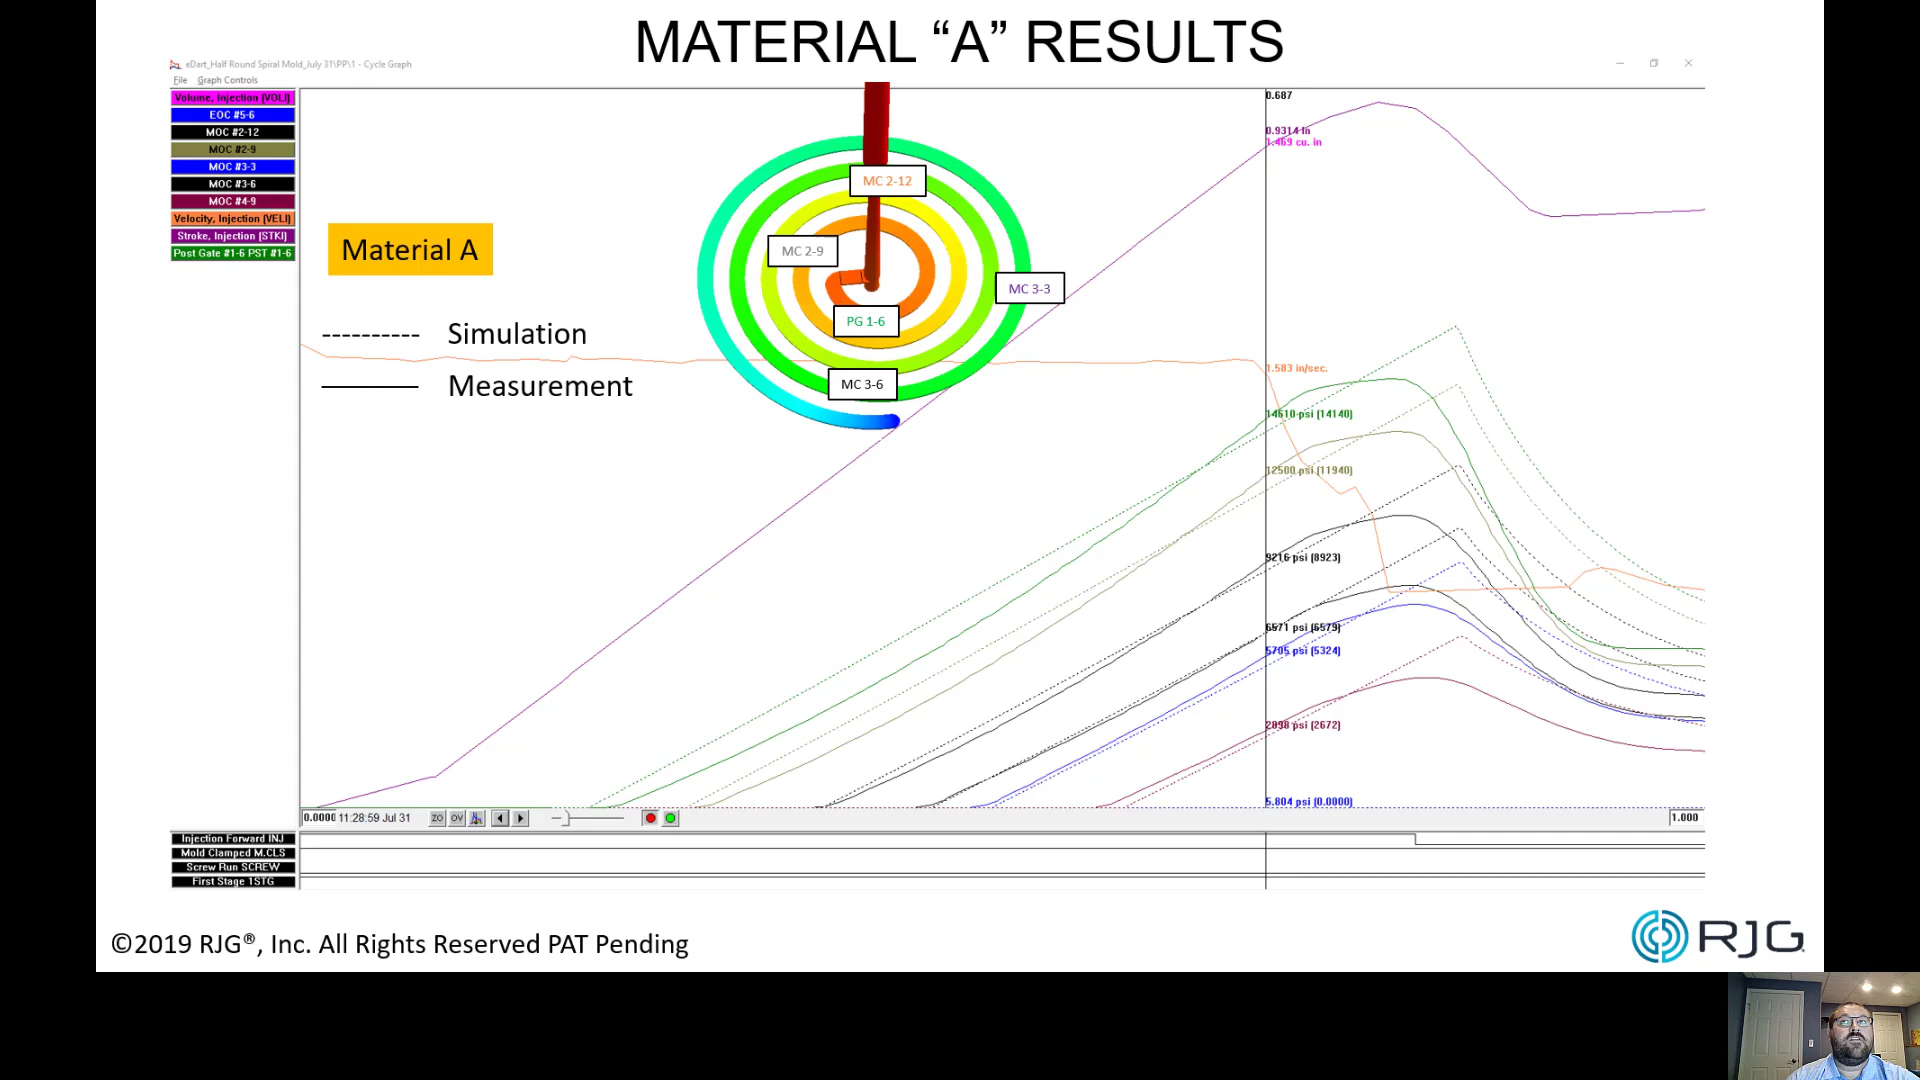 MATERIAL “A” RESULTS
eDart_Half Round Spiral Mold_July 31\PP\1 - Cycle Graph
File Graph Controls
Volume, Injection (VOLI)
EOC #5-6
MOC #2-12
MOC #2-9
MOC #3-3
MOC #3-6
MOC #4-9
Velocity, Injection (VELI)
Stroke, Injection (STKI)
Post Gate #1-6 PST #1-6
Material A
Simulation
Measurement
MC 2-12
MC 2-9
MC 3-3
PG 1-6
MC 3-6
0.687
0.9314 in
1.469 cu. in
1.583 in/sec.
14610 psi (14140)
12500 psi (11940)
9216 psi (8923)
6571 psi (6579)
5705 psi (5324)
2898 psi (2672)
5.804 psi (0.0000)
0.0000 11:28:59 Jul 31
ZO OV
1.000
Injection Forward INJ
Mold Clamped M.CLS
Screw Run SCREW
First Stage 1STG
©2019 RJG®, Inc. All Rights Reserved PAT Pending
RJG